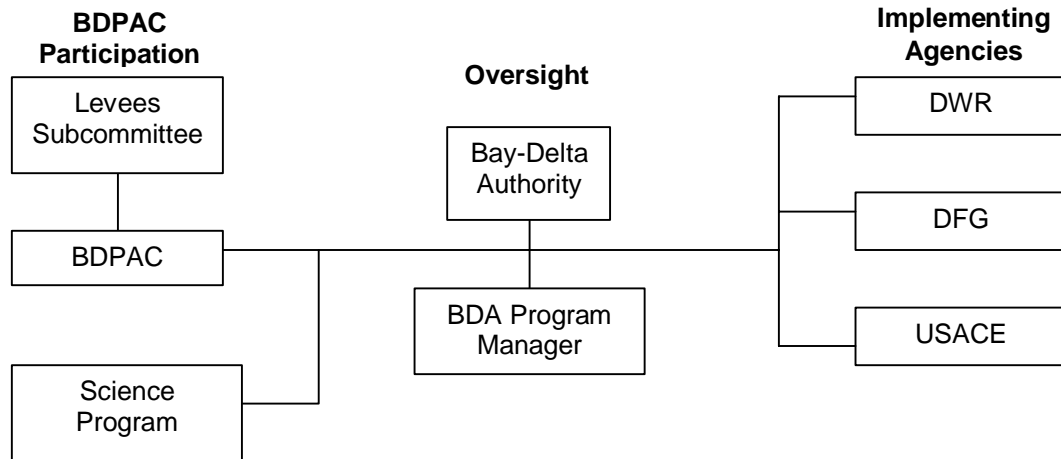 BDPAC
Participation
Levees
Subcommittee
BDPAC
Science
Program
Oversight
Bay-Delta
Authority
BDA Program
Manager
Implementing
Agencies
DWR
DFG
USACE